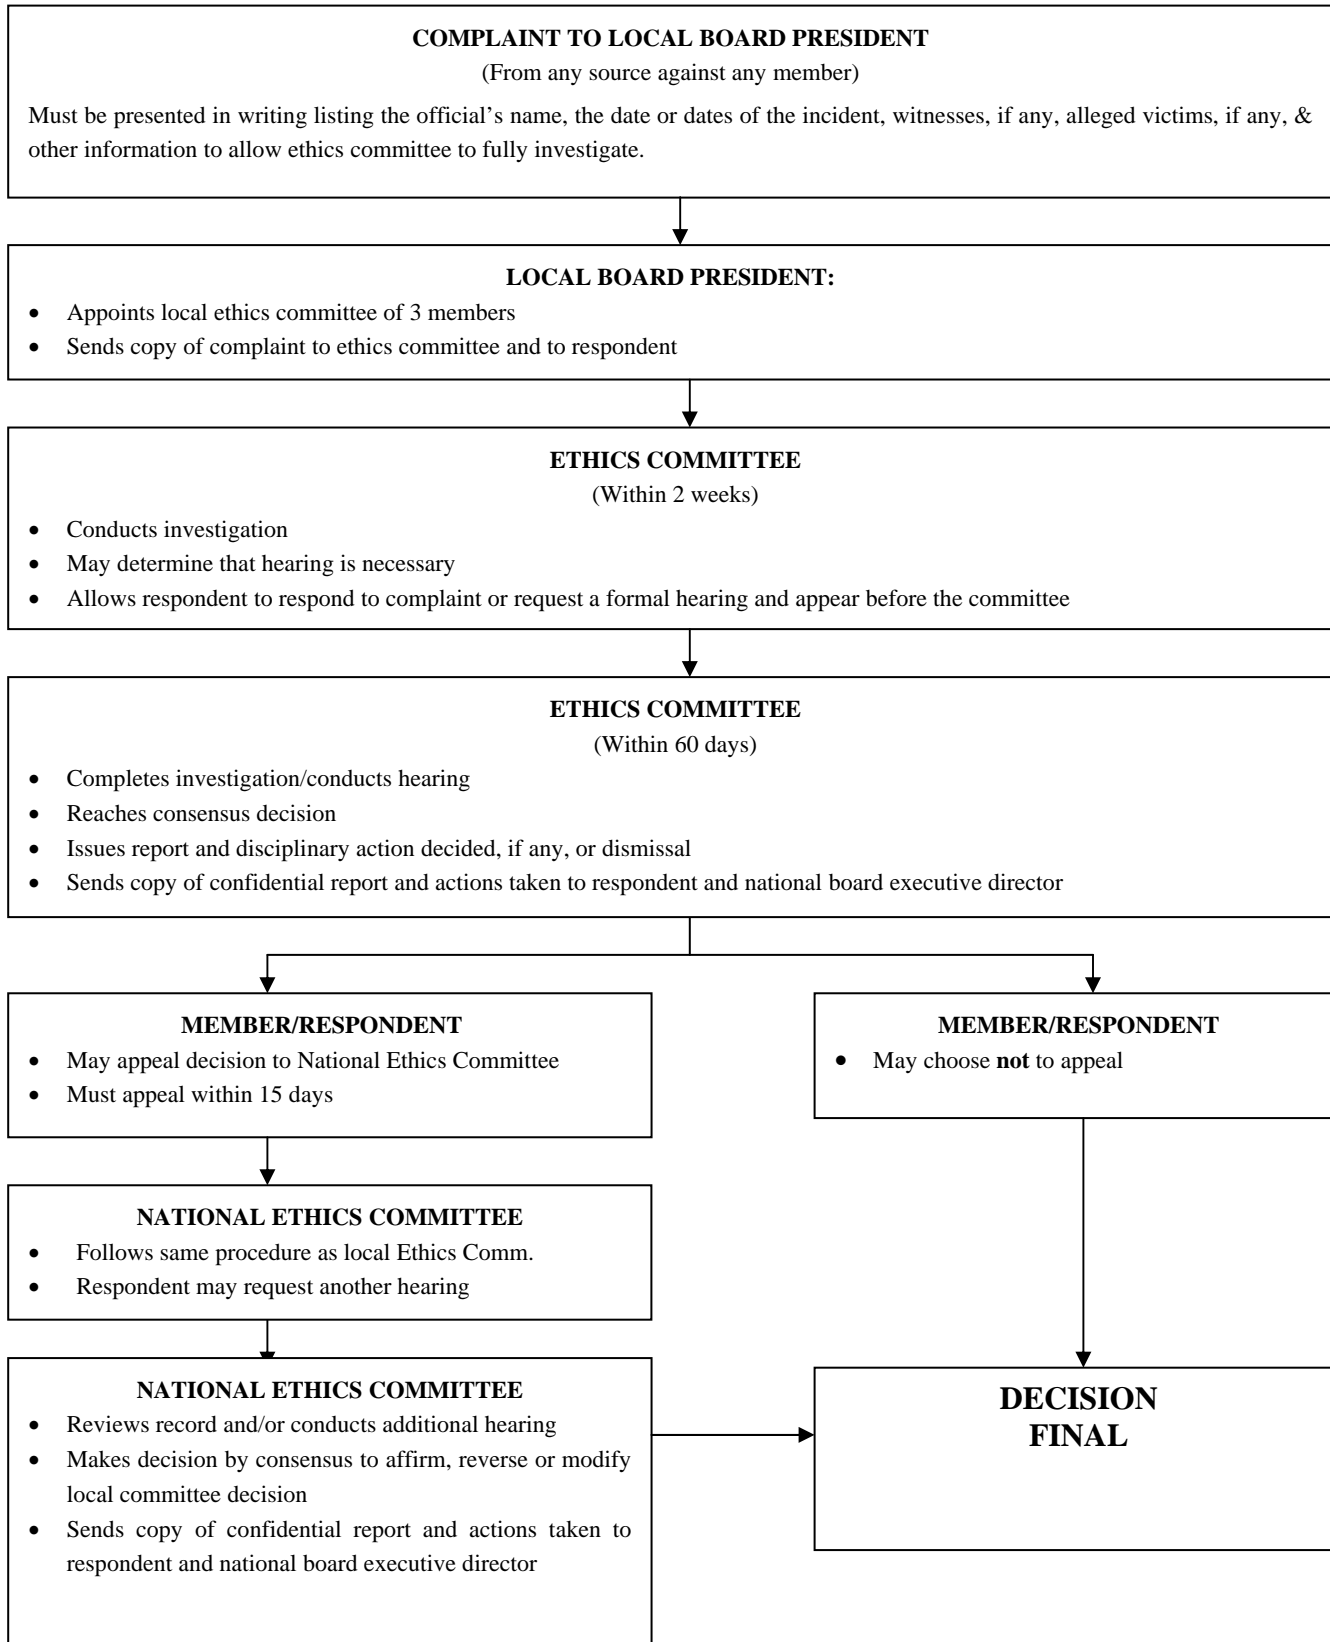 COMPLAINT TO LOCAL BOARD PRESIDENT
(From any source against any member)
Must be presented in writing listing the official’s name, the date or dates of the incident, witnesses, if any, alleged victims, if any, &
other information to allow ethics committee to fully investigate.
LOCAL BOARD PRESIDENT:
• Appoints local ethics committee of 3 members
• Sends copy of complaint to ethics committee and to respondent
ETHICS COMMITTEE
(Within 2 weeks)
• Conducts investigation
• May determine that hearing is necessary
• Allows respondent to respond to complaint or request a formal hearing and appear before the committee
ETHICS COMMITTEE
(Within 60 days)
• Completes investigation/conducts hearing
• Reaches consensus decision
• Issues report and disciplinary action decided, if any, or dismissal
• Sends copy of confidential report and actions taken to respondent and national board executive director
MEMBER/RESPONDENT
• May appeal decision to National Ethics Committee
• Must appeal within 15 days
MEMBER/RESPONDENT
• May choose not to appeal
NATIONAL ETHICS COMMITTEE
• Follows same procedure as local Ethics Comm.
• Respondent may request another hearing
NATIONAL ETHICS COMMITTEE
• Reviews record and/or conducts additional hearing
• Makes decision by consensus to affirm, reverse or modify
local committee decision
• Sends copy of confidential report and actions taken to
respondent and national board executive director
DECISION
FINAL